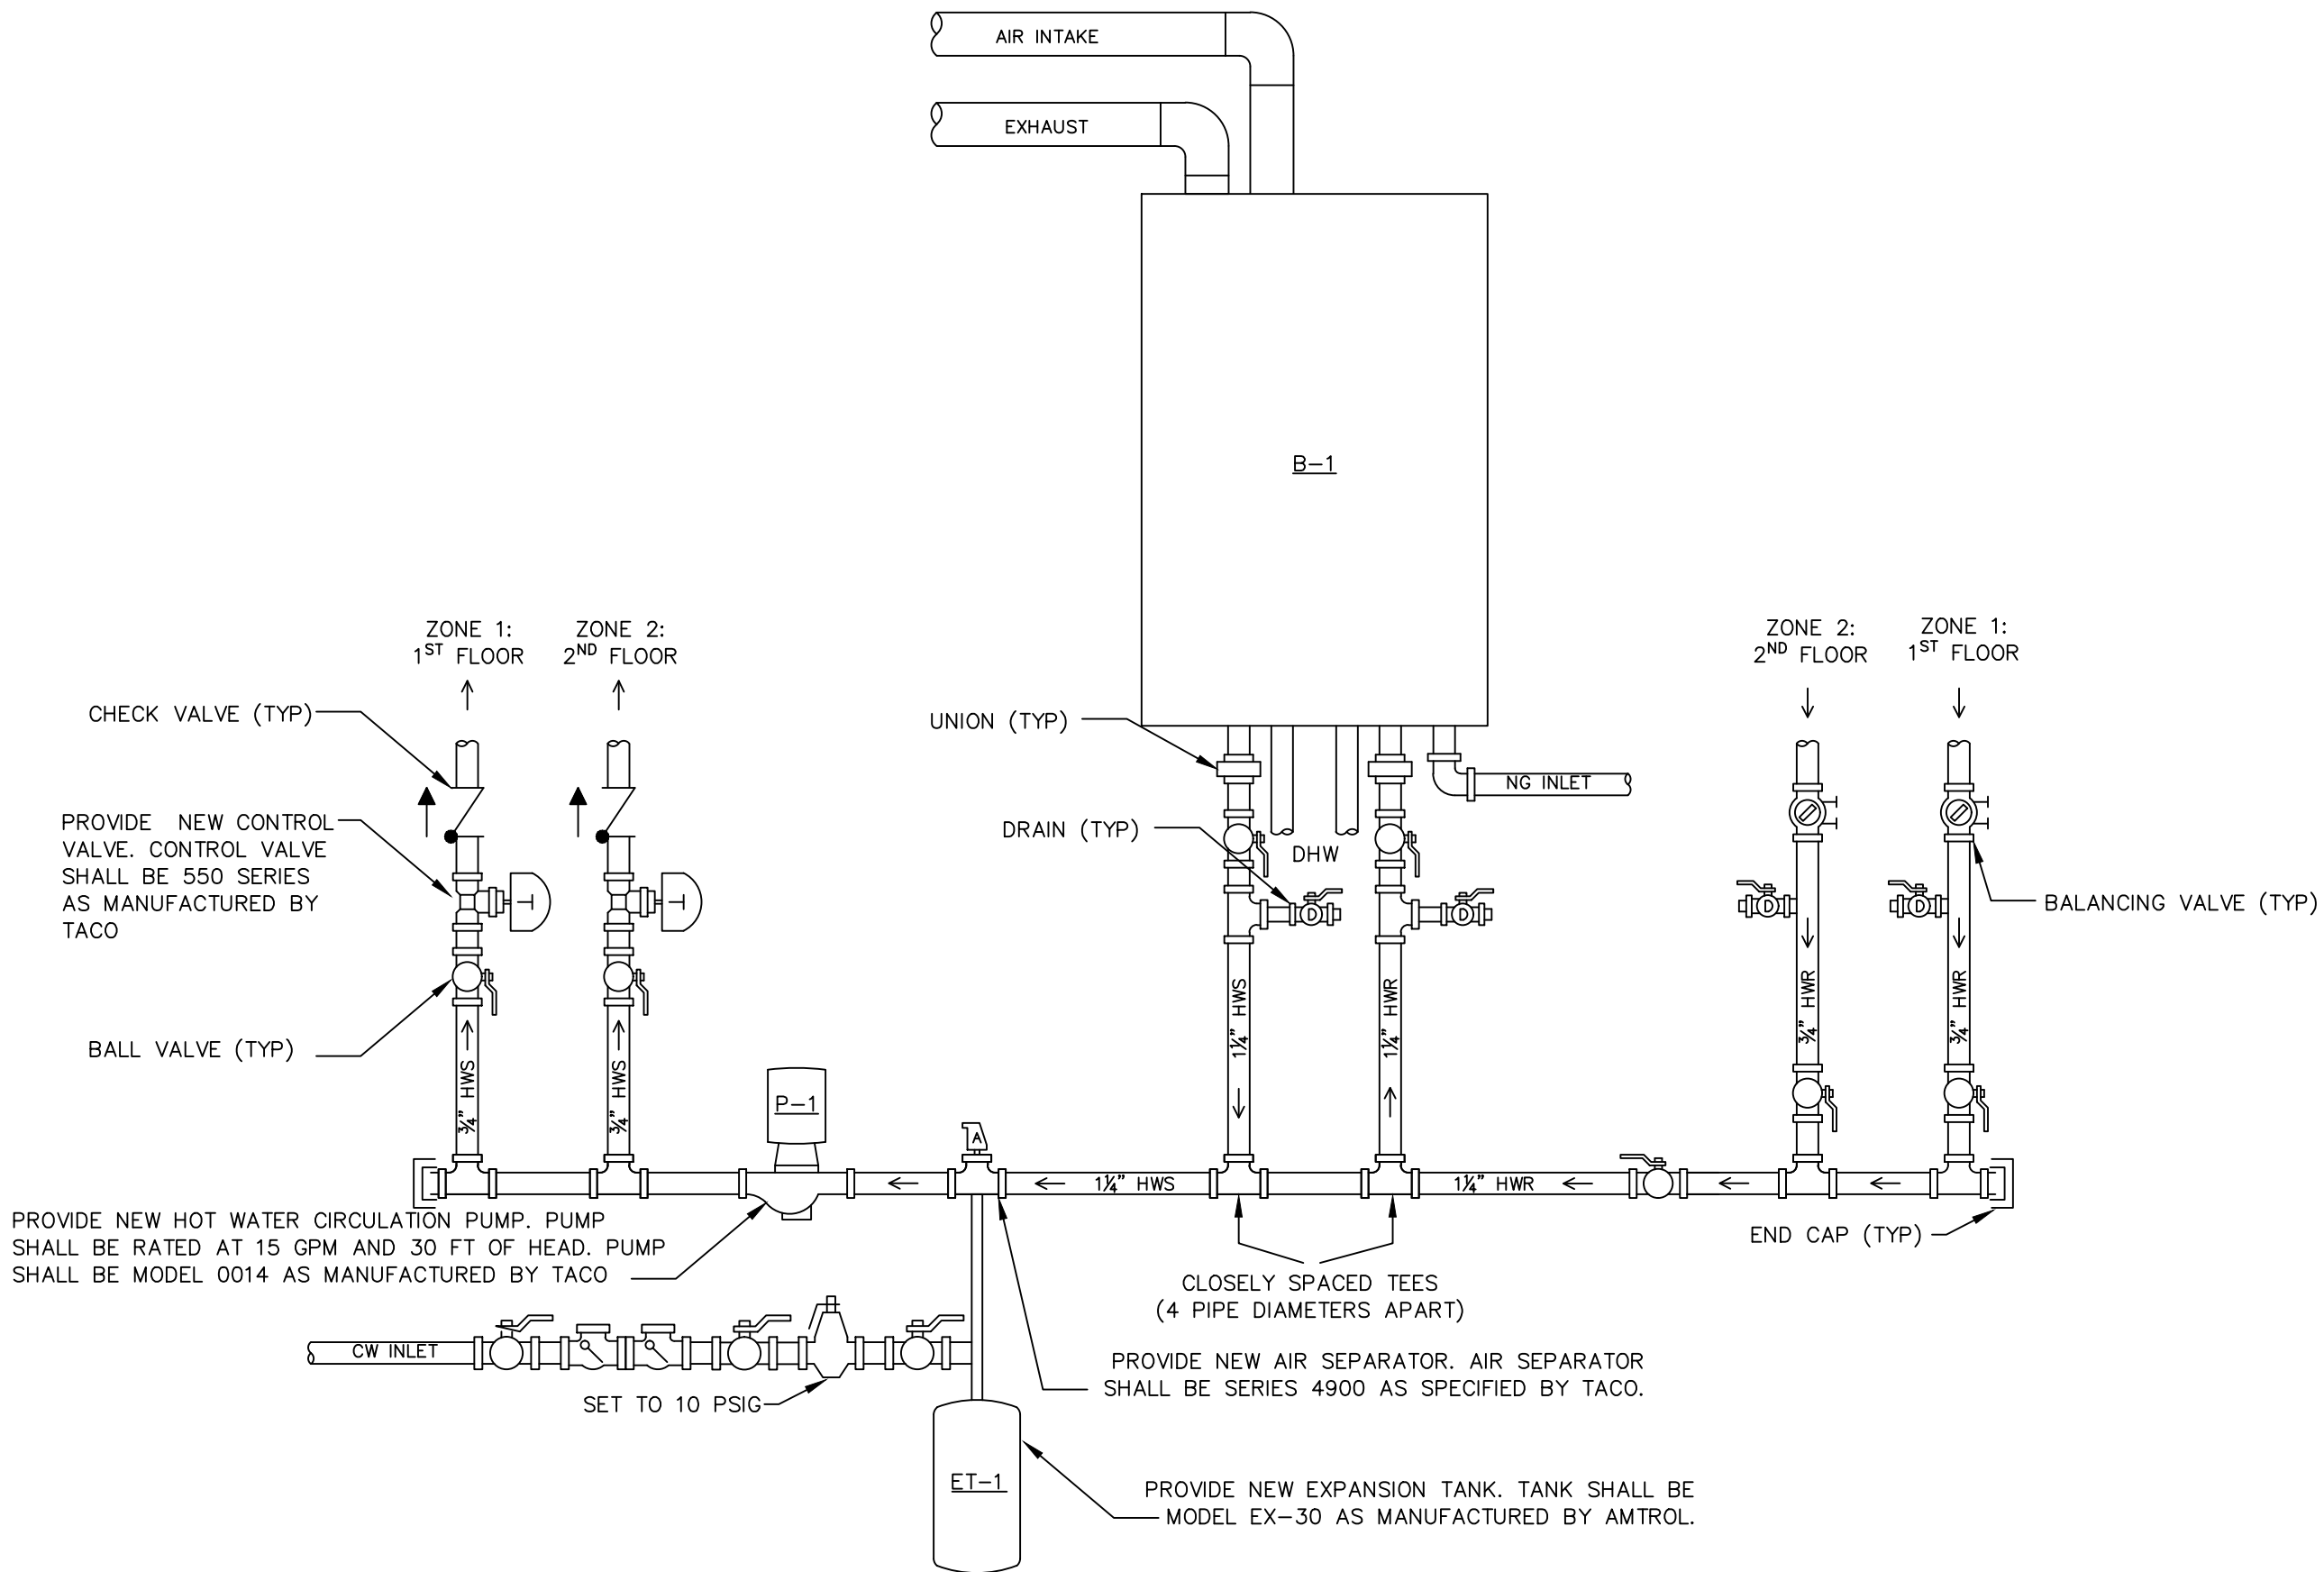 AIR INTAKE
EXHAUST
B-1
ZONE 1:
1ST FLOOR
ZONE 2:
2ND FLOOR
ZONE 2:
2ND FLOOR
ZONE 1:
1ST FLOOR
CHECK VALVE (TYP)
UNION (TYP)
NG INLET
PROVIDE NEW CONTROL
VALVE. CONTROL VALVE
SHALL BE 550 SERIES
AS MANUFACTURED BY
TACO
T
T
DRAIN (TYP)
DHW
D
D
D
D
BALANCING VALVE (TYP)
BALL VALVE (TYP)
3/4" HWS
3/4" HWS
1¼" HWS
1¼" HWR
3/4" HWR
3/4" HWR
P-1
A
1¼" HWS
1¼" HWR
PROVIDE NEW HOT WATER CIRCULATION PUMP. PUMP
SHALL BE RATED AT 15 GPM AND 30 FT OF HEAD. PUMP
SHALL BE MODEL 0014 AS MANUFACTURED BY TACO
END CAP (TYP)
CLOSELY SPACED TEES
(4 PIPE DIAMETERS APART)
CW INLET
SET TO 10 PSIG
PROVIDE NEW AIR SEPARATOR. AIR SEPARATOR
SHALL BE SERIES 4900 AS SPECIFIED BY TACO.
ET-1
PROVIDE NEW EXPANSION TANK. TANK SHALL BE
MODEL EX-30 AS MANUFACTURED BY AMTROL.